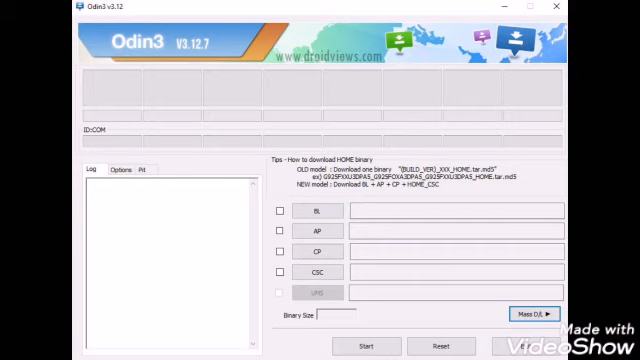 Odin3 v3.12
Odin3 V3.12.7
www.droidviews.com
ID:COM
Log Options Pit
Tips - How to download HOME binary
OLD model : Download one binary "(BUILD_VER)_XXX_HOME.tar.md5"
ex) G925FXXU3DPA5_G925FOXA3DPA5_G925FXXU3DPA5_HOME.tar.md5
NEW model : Download BL + AP + CP + HOME_CSC
BL
AP
CP
CSC
UMS
Binary Size
Mass D/L ▶
Start Reset
Made with
VideoShow